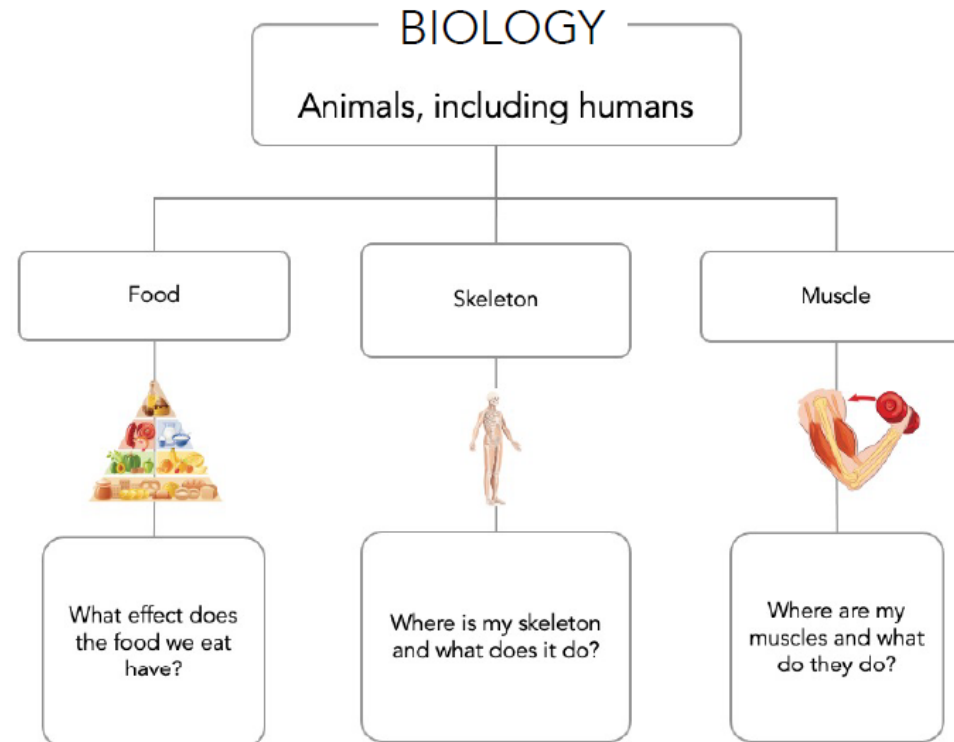 BIOLOGY
Animals, including humans
Food
Skeleton
Muscle
What effect does
the food we eat
have?
Where is my skeleton
and what does it do?
Where are my
muscles and what
do they do?